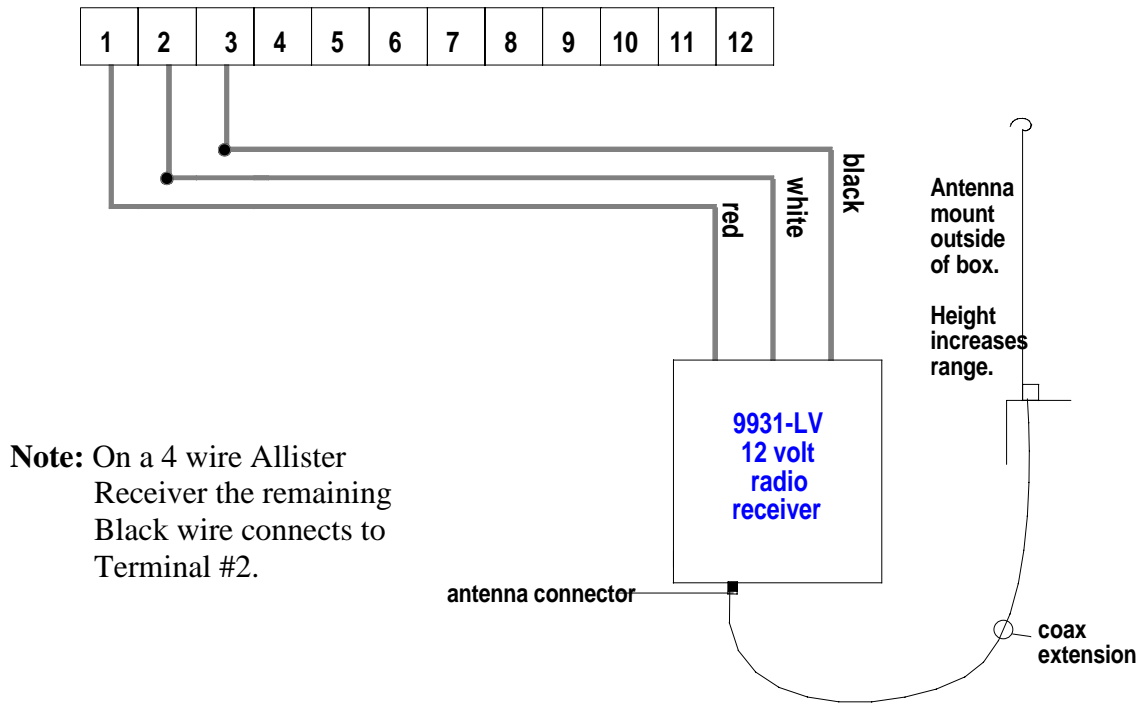 1 2 3 4 5 6 7 8 9 10 11 12
black
white
red
Antenna
mount
outside
of box.
Height
increases
range.
9931-LV
12 volt
radio
receiver
Note: On a 4 wire Allister
Receiver the remaining
Black wire connects to
Terminal #2.
antenna connector
coax
extension